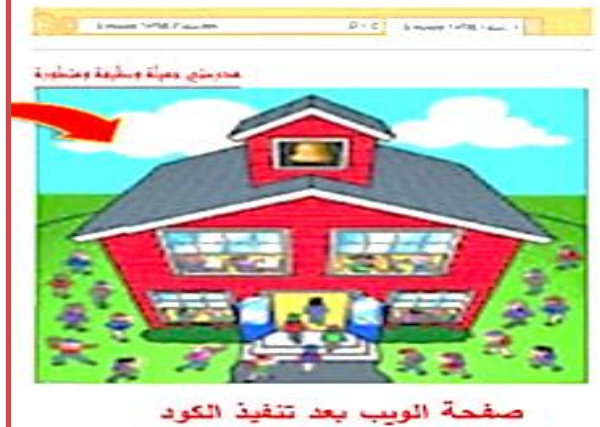 مدرستي جميلة ونظيفة ومتطورة
صفحة الويب بعد تنفيذ الكود